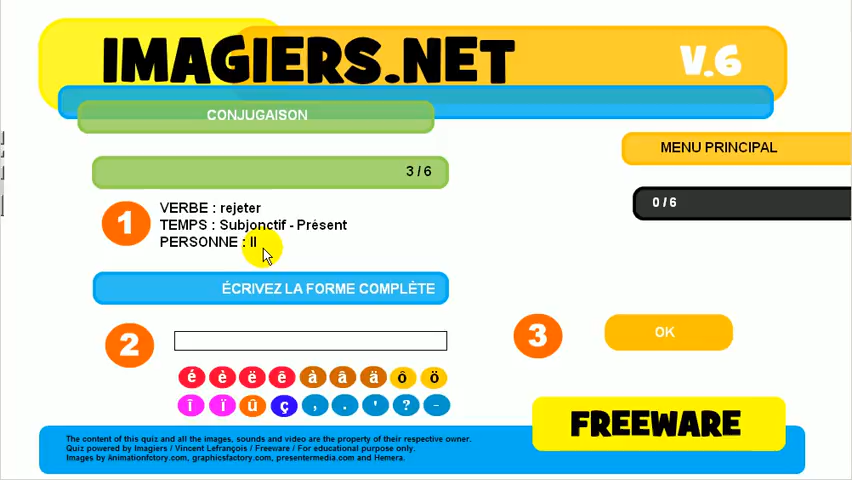 IMAGIERS.NET
V.6
CONJUGAISON
MENU PRINCIPAL
3 / 6
0 / 6
1
VERBE : rejeter
TEMPS : Subjonctif - Présent
PERSONNE : Il
ÉCRIVEZ LA FORME COMPLÈTE
2
3
OK
é è ë ê à â ä ô ö
î ï û ç , . ' ? -
FREEWARE
The content of this quiz and all the images, sounds and video are the property of their respective owner.
Quiz powered by Imagiers / Vincent Lefrançois / Freeware / For educational purpose only.
Images by Animationfctory.com, graphicsfactory.com, presentermedia.com and Hemera.